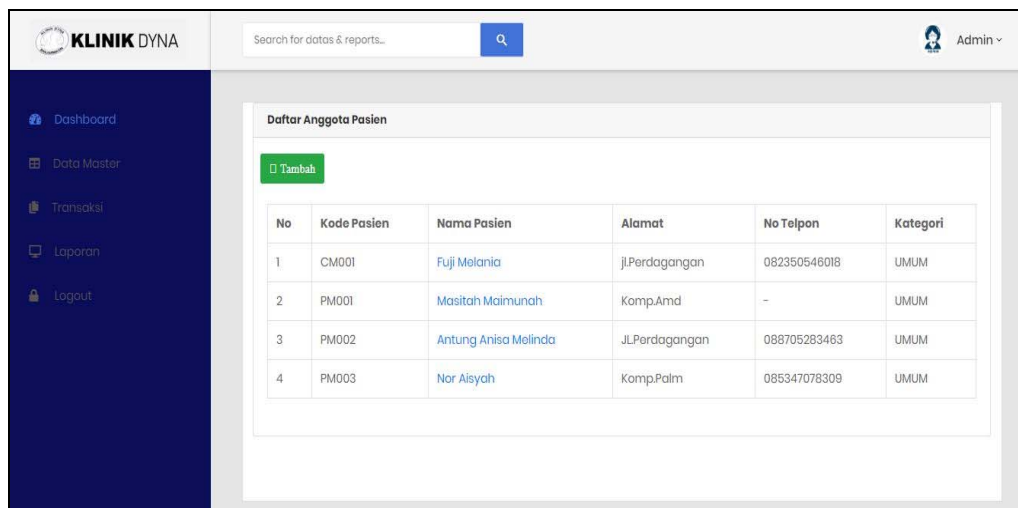 KLINIK DYNA
Search for datas & reports...
Admin
Dashboard
Data Master
Transaksi
Laporan
Logout
Daftar Anggota Pasien
Tambah
No Kode Pasien Nama Pasien Alamat No Telpon Kategori
1 CM001 Fuji Melania jl.Perdagangan 082350546018 UMUM
2 PM001 Masitah Maimunah Komp.Amd - UMUM
3 PM002 Antung Anisa Melinda JL.Perdagangan 088705283463 UMUM
4 PM003 Nor Aisyah Komp.Palm 085347078309 UMUM